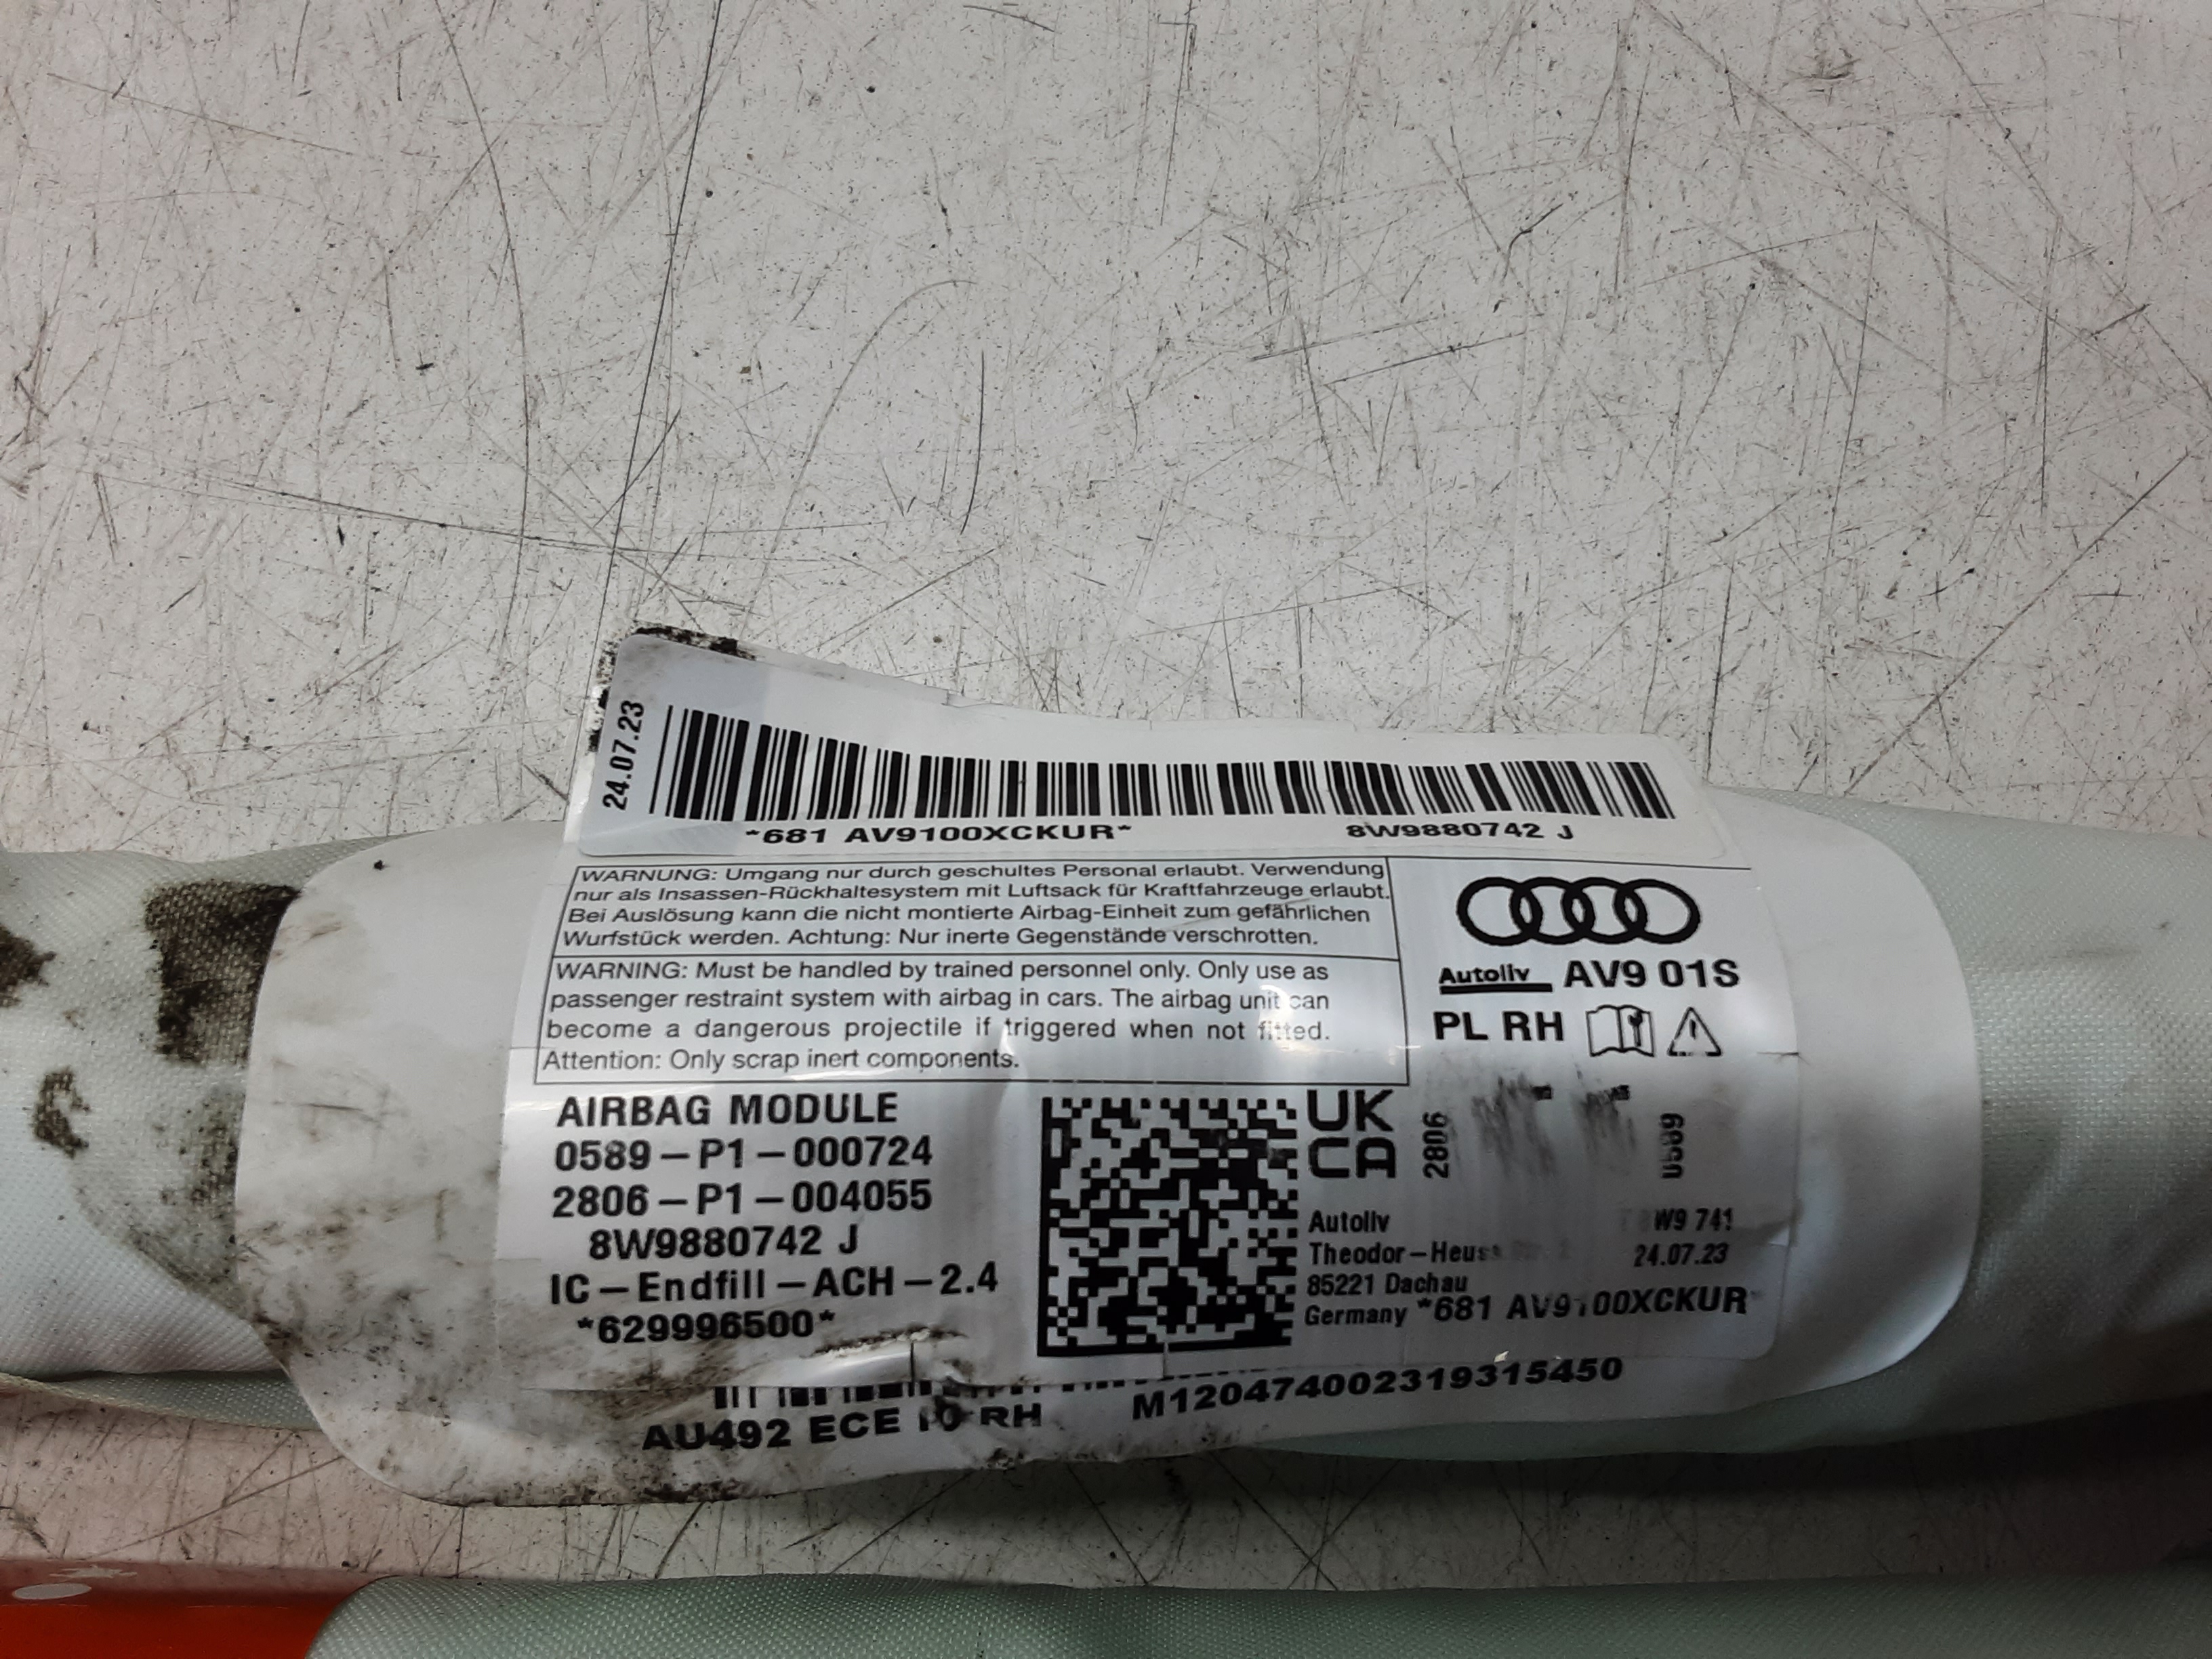 24.07.23
*681 AV9100XCKUR* 8W9880742 J
WARNUNG: Umgang nur durch geschultes Personal erlaubt. Verwendung
nur als Insassen-Rückhaltesystem mit Luftsack für Kraftfahrzeuge erlaubt.
Bei Auslösung kann die nicht montierte Airbag-Einheit zum gefährlichen
Wurfstück werden. Achtung: Nur inerte Gegenstände verschrotten.
WARNING: Must be handled by trained personnel only. Only use as
passenger restraint system with airbag in cars. The airbag unit can
become a dangerous projectile if triggered when not fitted.
Attention: Only scrap inert components.
Autoliv AV9 01S
PL RH
AIRBAG MODULE
0589-P1-000724
2806-P1-004055
8W9880742 J
IC-Endfill-ACH-2.4
*629996500*
UK
CA
2806
0589
Autoliv W9 741
24.07.23
85221 Dachau
Germany *681 AV9100XCKUR*
AU492 ECE RH M120474002319315450